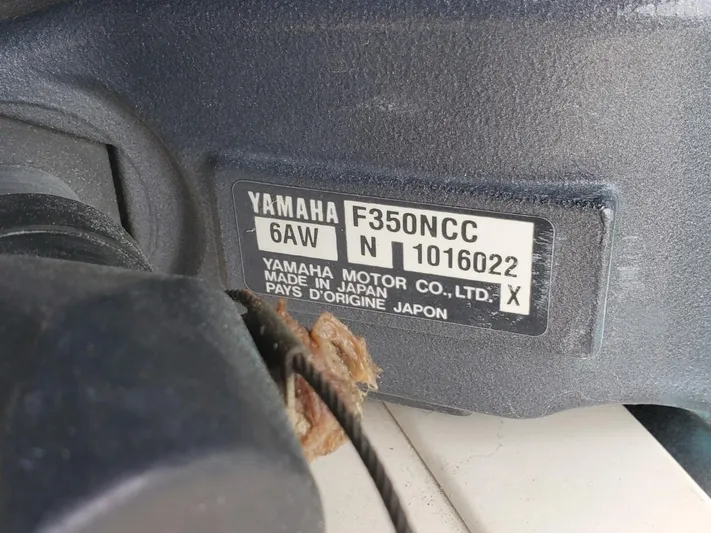 YAMAHA F350NCC
6AW N 1016022
YAMAHA MOTOR CO., LTD. X
MADE IN JAPAN
PAYS D'ORIGINE JAPON